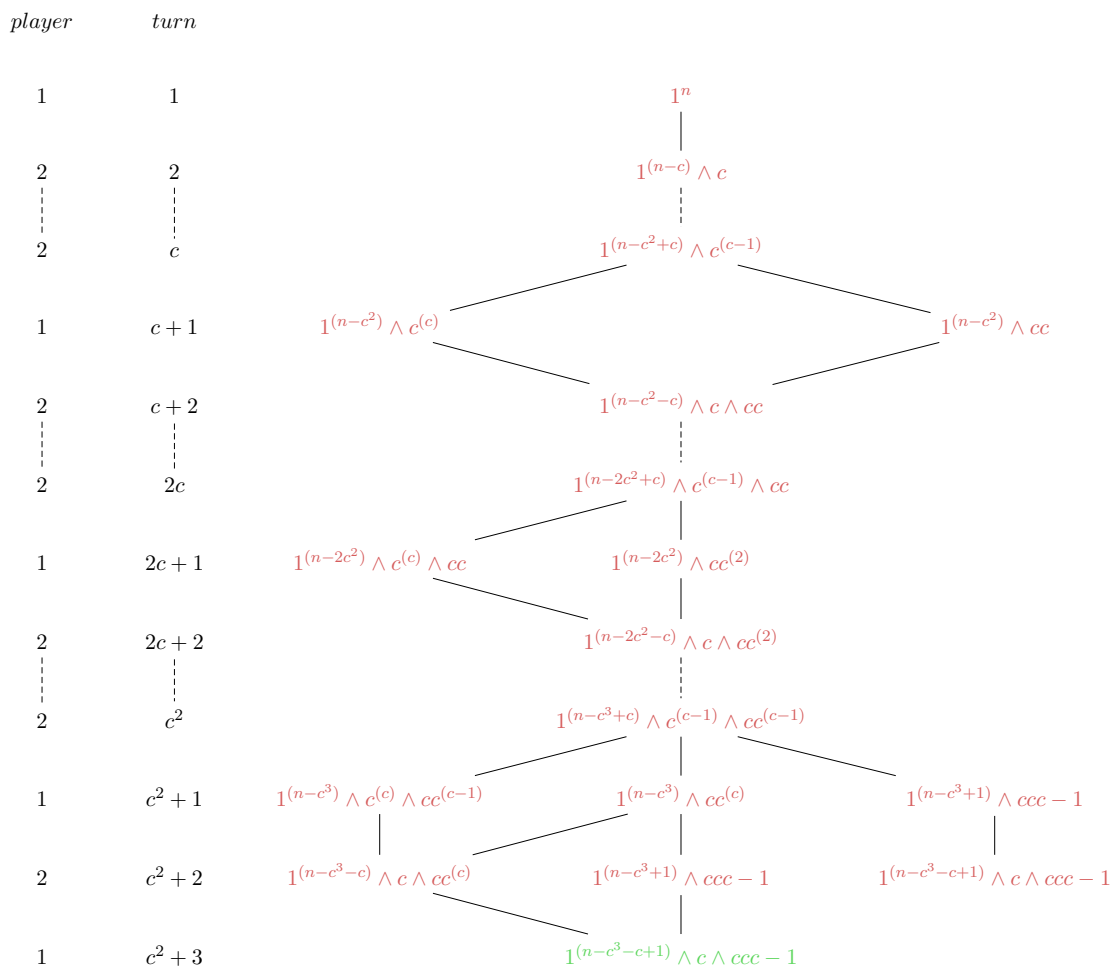 player turn
1 1 1^n
2 2 1^{(n-c)} ∧ c
2 c 1^{(n-c^2+c)} ∧ c^{(c-1)}
1 c + 1 1^{(n-c^2)} ∧ c^{(c)} 1^{(n-c^2)} ∧ cc
2 c + 2 1^{(n-c^2-c)} ∧ c ∧ cc
2 2c 1^{(n-2c^2+c)} ∧ c^{(c-1)} ∧ cc
1 2c + 1 1^{(n-2c^2)} ∧ c^{(c)} ∧ cc 1^{(n-2c^2)} ∧ cc^{(2)}
2 2c + 2 1^{(n-2c^2-c)} ∧ c ∧ cc^{(2)}
2 c^2 1^{(n-c^3+c)} ∧ c^{(c-1)} ∧ cc^{(c-1)}
1 c^2 + 1 1^{(n-c^3)} ∧ c^{(c)} ∧ cc^{(c-1)} 1^{(n-c^3)} ∧ cc^{(c)} 1^{(n-c^3+1)} ∧ ccc − 1
2 c^2 + 2 1^{(n-c^3-c)} ∧ c ∧ cc^{(c)} 1^{(n-c^3+1)} ∧ ccc − 1 1^{(n-c^3-c+1)} ∧ c ∧ ccc − 1
1 c^2 + 3 1^{(n-c^3-c+1)} ∧ c ∧ ccc − 1